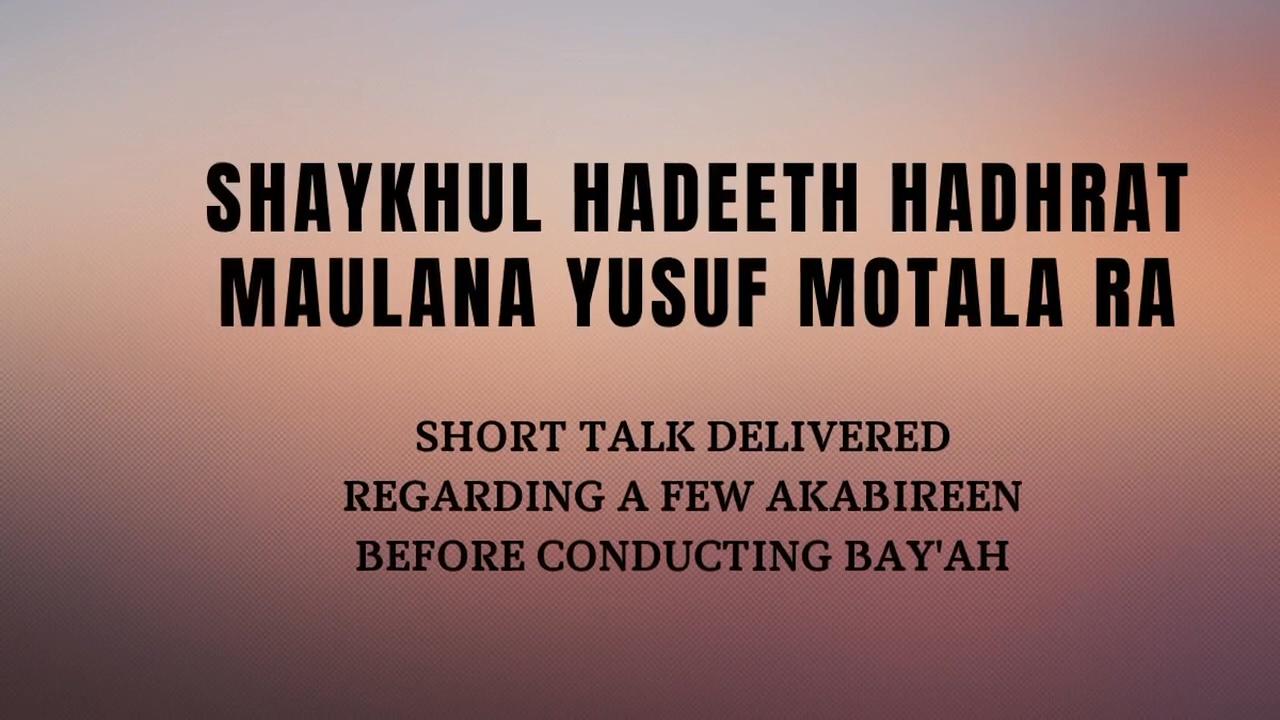 SHAYKHUL HADEETH HADHRAT
MAULANA YUSUF MOTALA RA
SHORT TALK DELIVERED
REGARDING A FEW AKABIREEN
BEFORE CONDUCTING BAY'AH